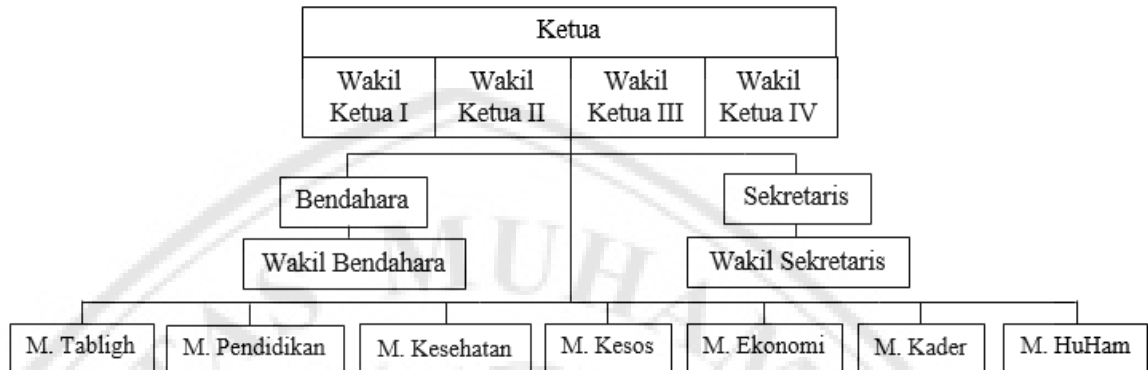 Ketua
Wakil
Ketua I
Wakil
Ketua II
Wakil
Ketua III
Wakil
Ketua IV
Bendahara
Sekretaris
Wakil Bendahara
Wakil Sekretaris
M. Tabligh
M. Pendidikan
M. Kesehatan
M. Kesos
M. Ekonomi
M. Kader
M. HuHam